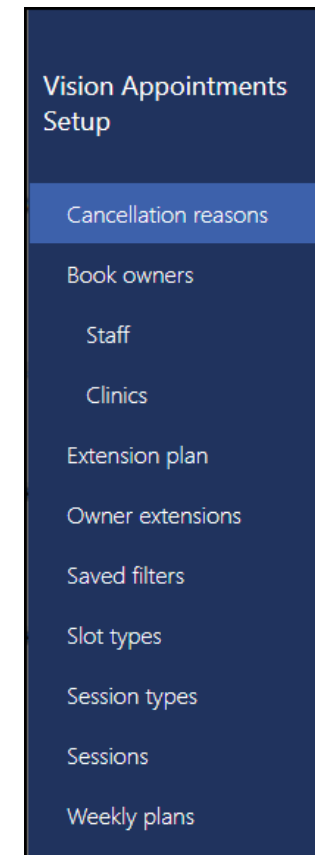 Vision Appointments
Setup
Cancellation reasons
Book owners
Staff
Clinics
Extension plan
Owner extensions
Saved filters
Slot types
Session types
Sessions
Weekly plans